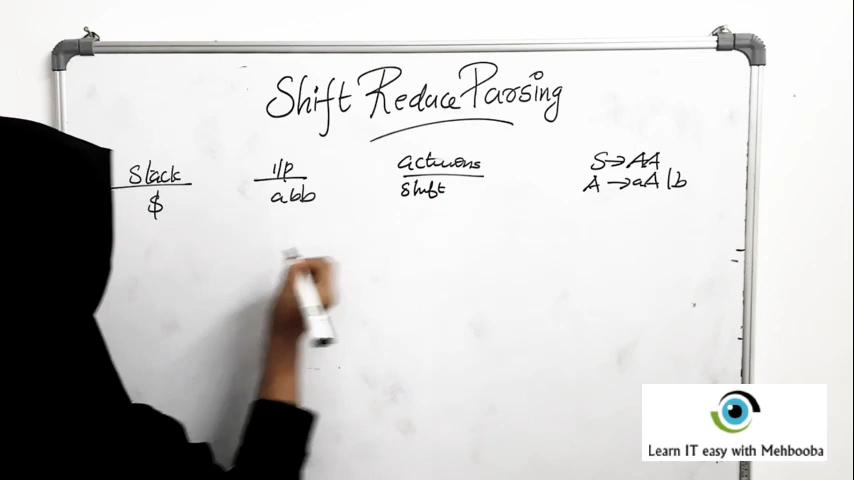 Shift Reduce Parsing
Stack i/p actions S→AA
$ abb shift A→aA|b
Learn IT easy with Mehbooba